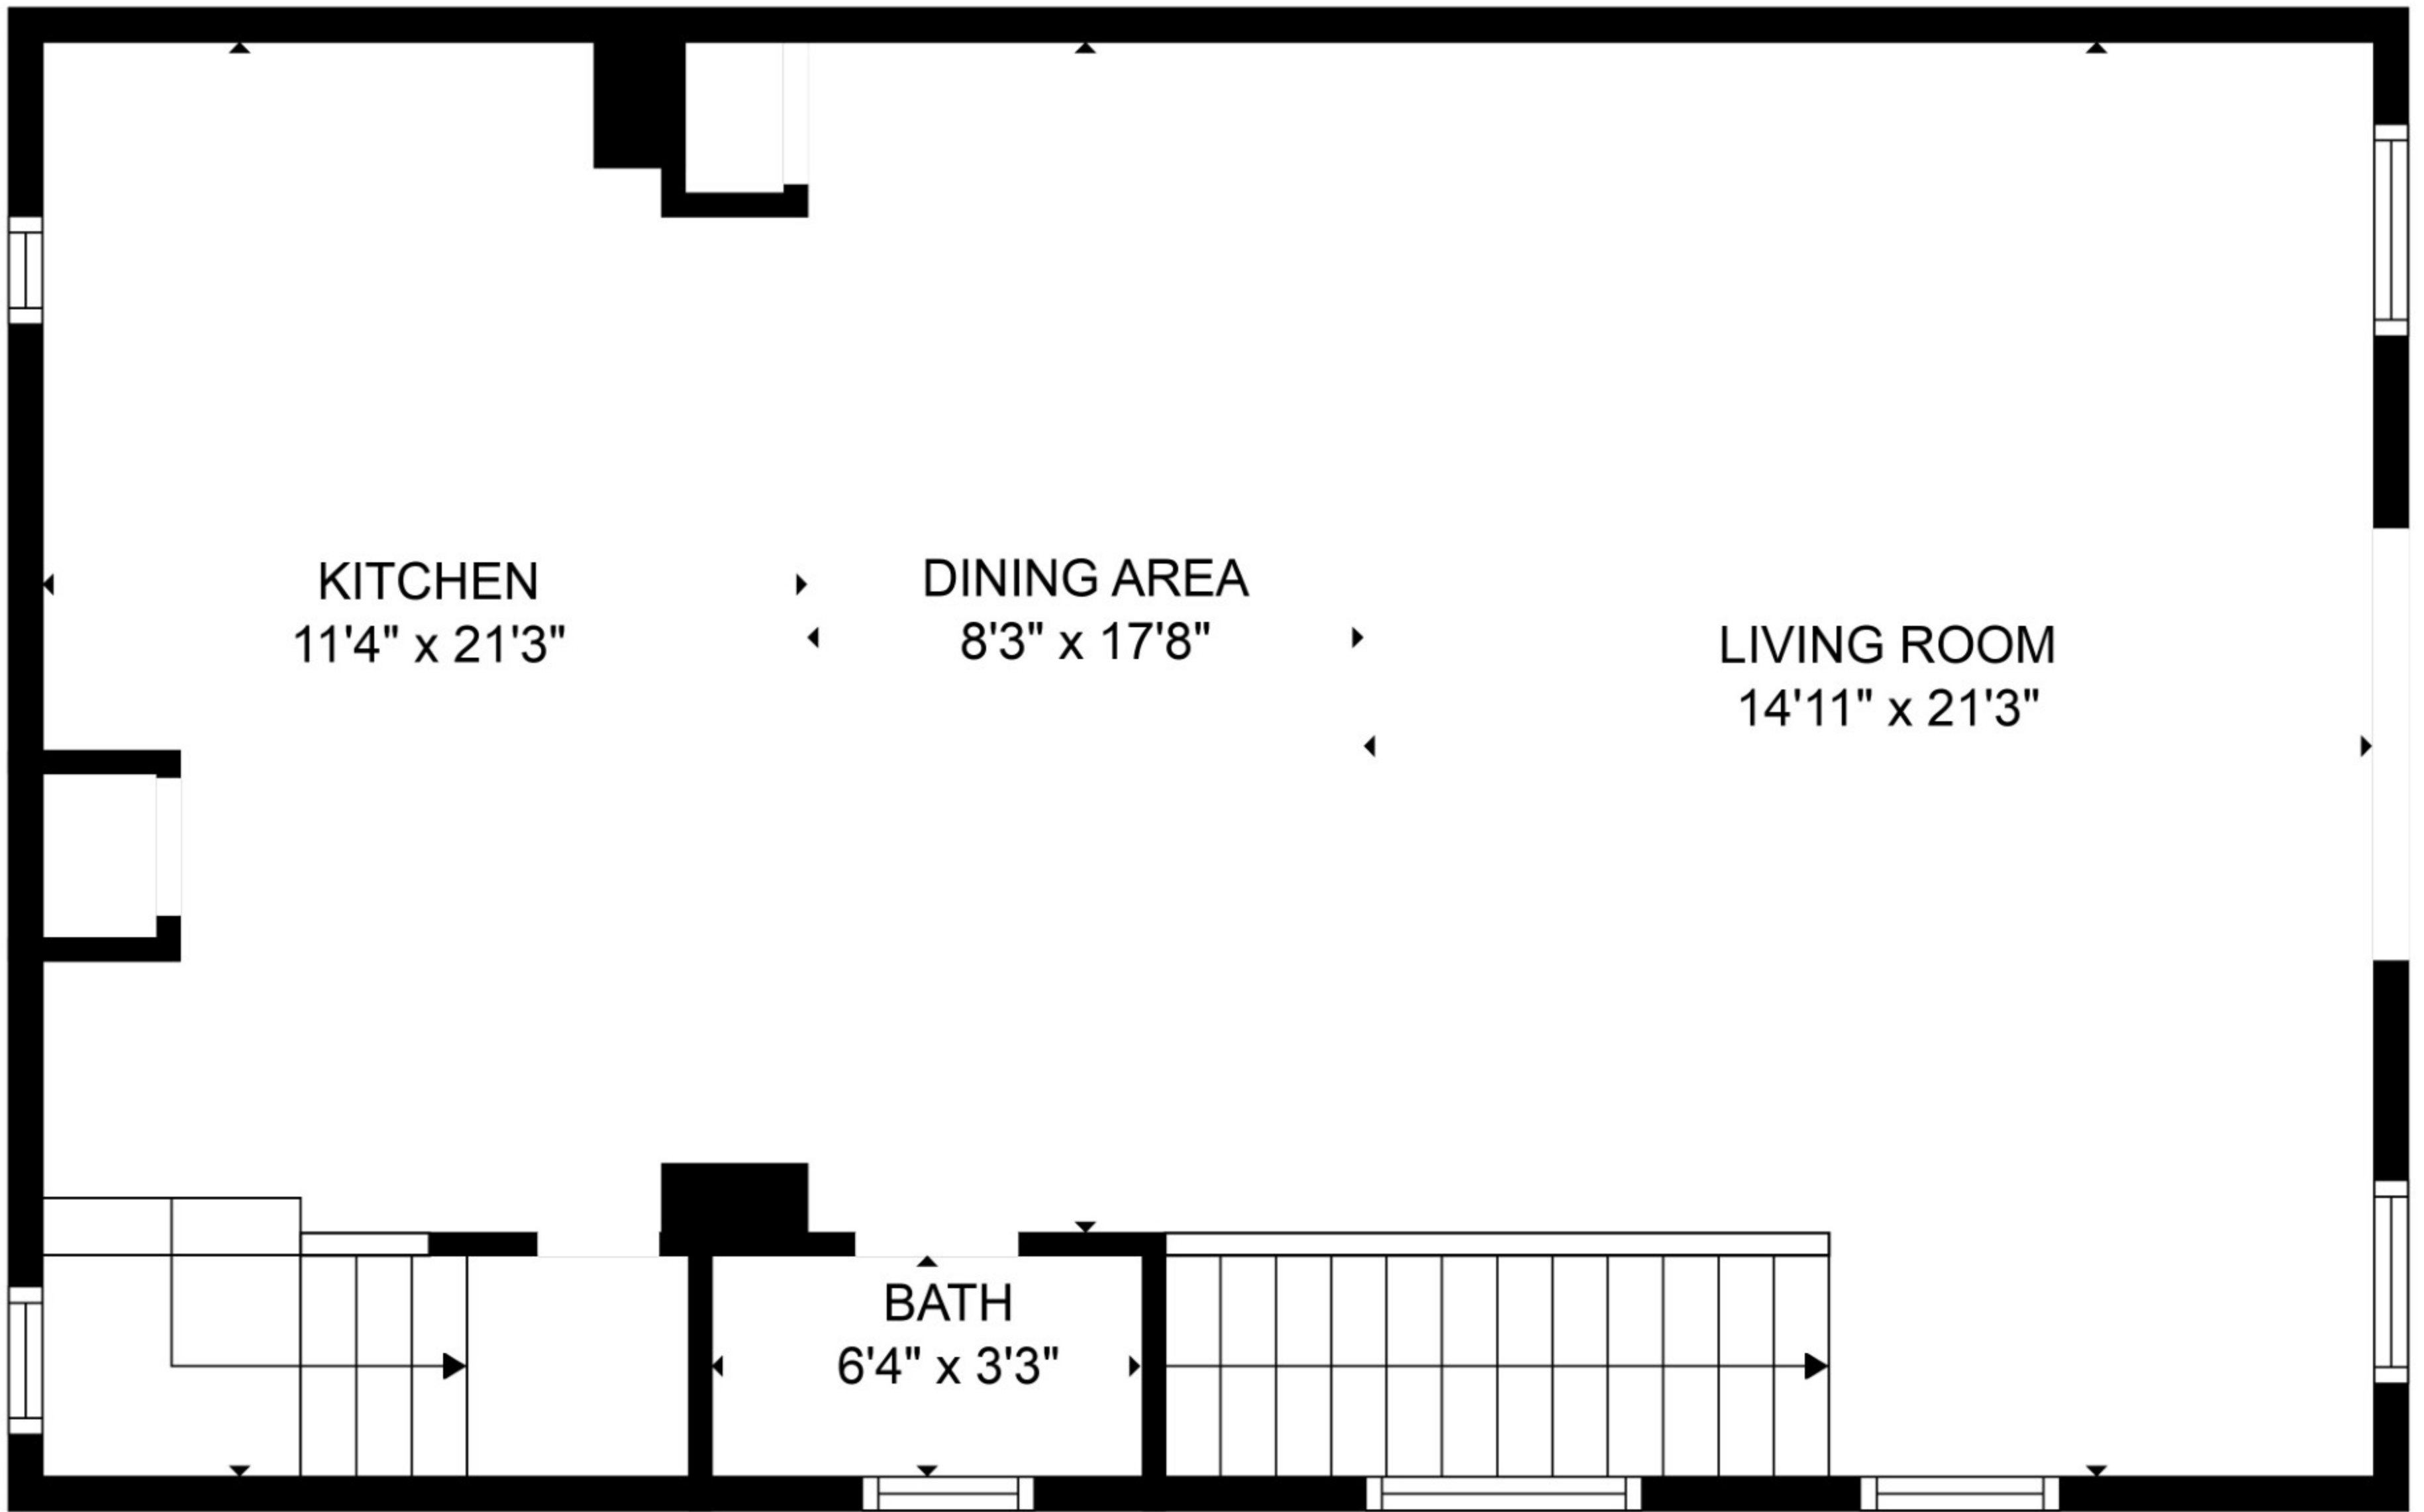 KITCHEN
11'4" x 21'3"
DINING AREA
8'3" x 17'8"
LIVING ROOM
14'11" x 21'3"
BATH
6'4" x 3'3"